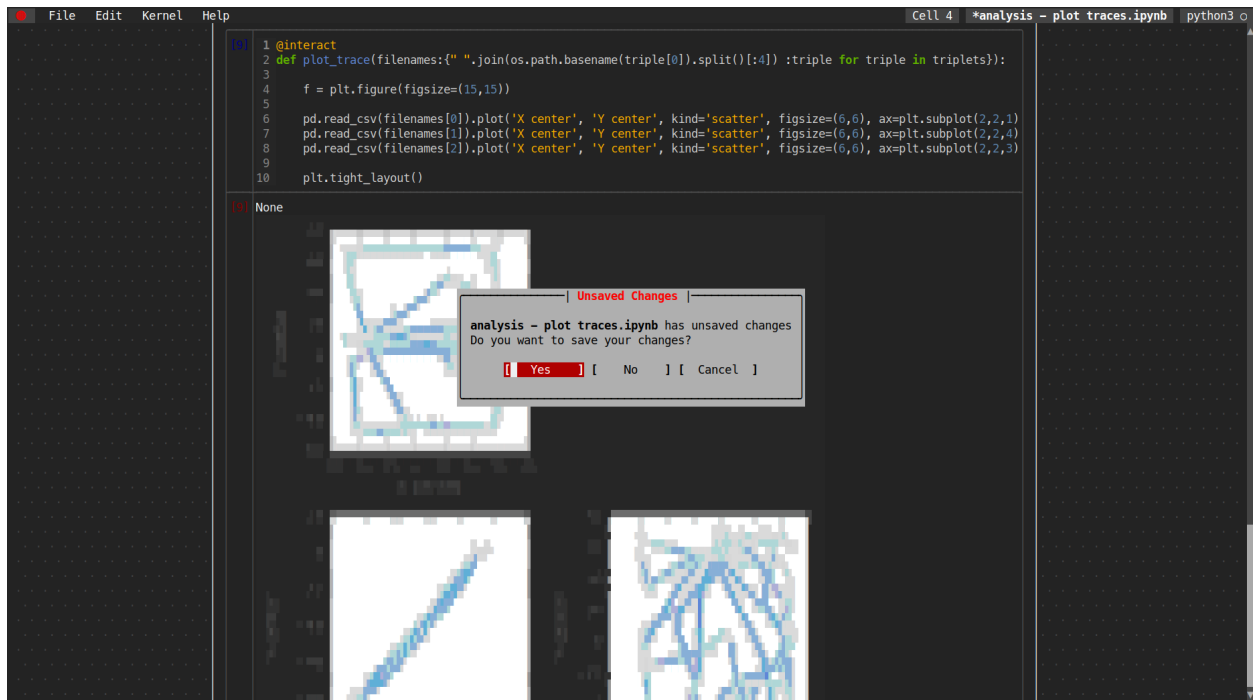 File Edit Kernel Help Cell 4 *analysis – plot traces.ipynb python3 ○
[9] 1 @interact
2 def plot_trace(filenames:{" ".join(os.path.basename(triple[0]).split()[:4]) :triple for triple in triplets}):
3
4 f = plt.figure(figsize=(15,15))
5
6 pd.read_csv(filenames[0]).plot('X center', 'Y center', kind='scatter', figsize=(6,6), ax=plt.subplot(2,2,1)
7 pd.read_csv(filenames[1]).plot('X center', 'Y center', kind='scatter', figsize=(6,6), ax=plt.subplot(2,2,4)
8 pd.read_csv(filenames[2]).plot('X center', 'Y center', kind='scatter', figsize=(6,6), ax=plt.subplot(2,2,3)
9
10 plt.tight_layout()
[9] None
Unsaved Changes
analysis – plot traces.ipynb has unsaved changes
Do you want to save your changes?
[ Yes ] [ No ] [ Cancel ]